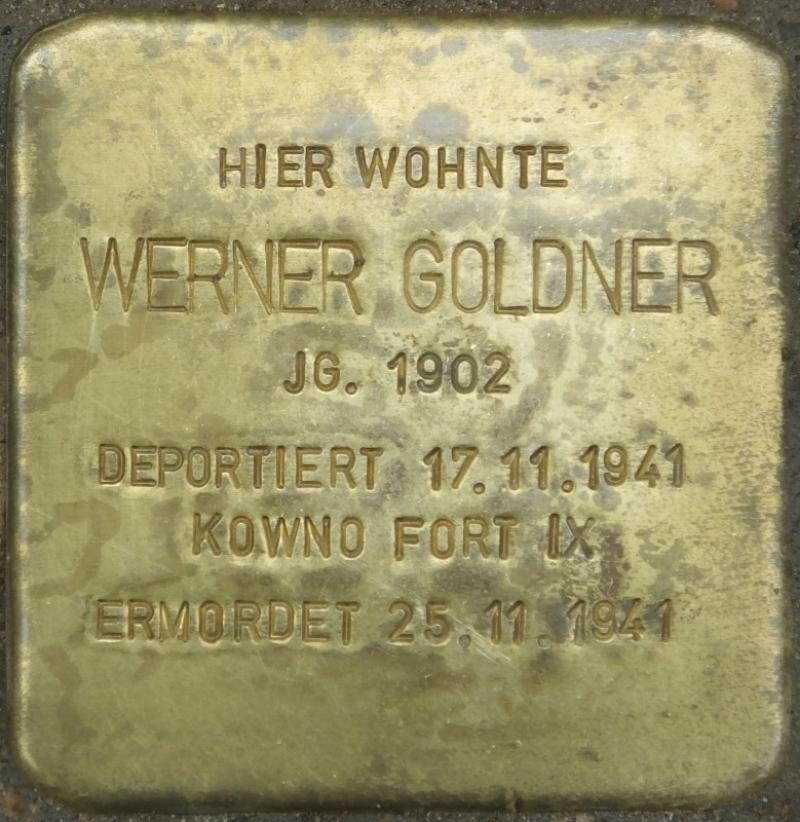 HIER WOHNTE
WERNER GOLDNER
JG. 1902
DEPORTIERT 17.11.1941
KOWNO FORT IX
ERMORDET 25.11.1941